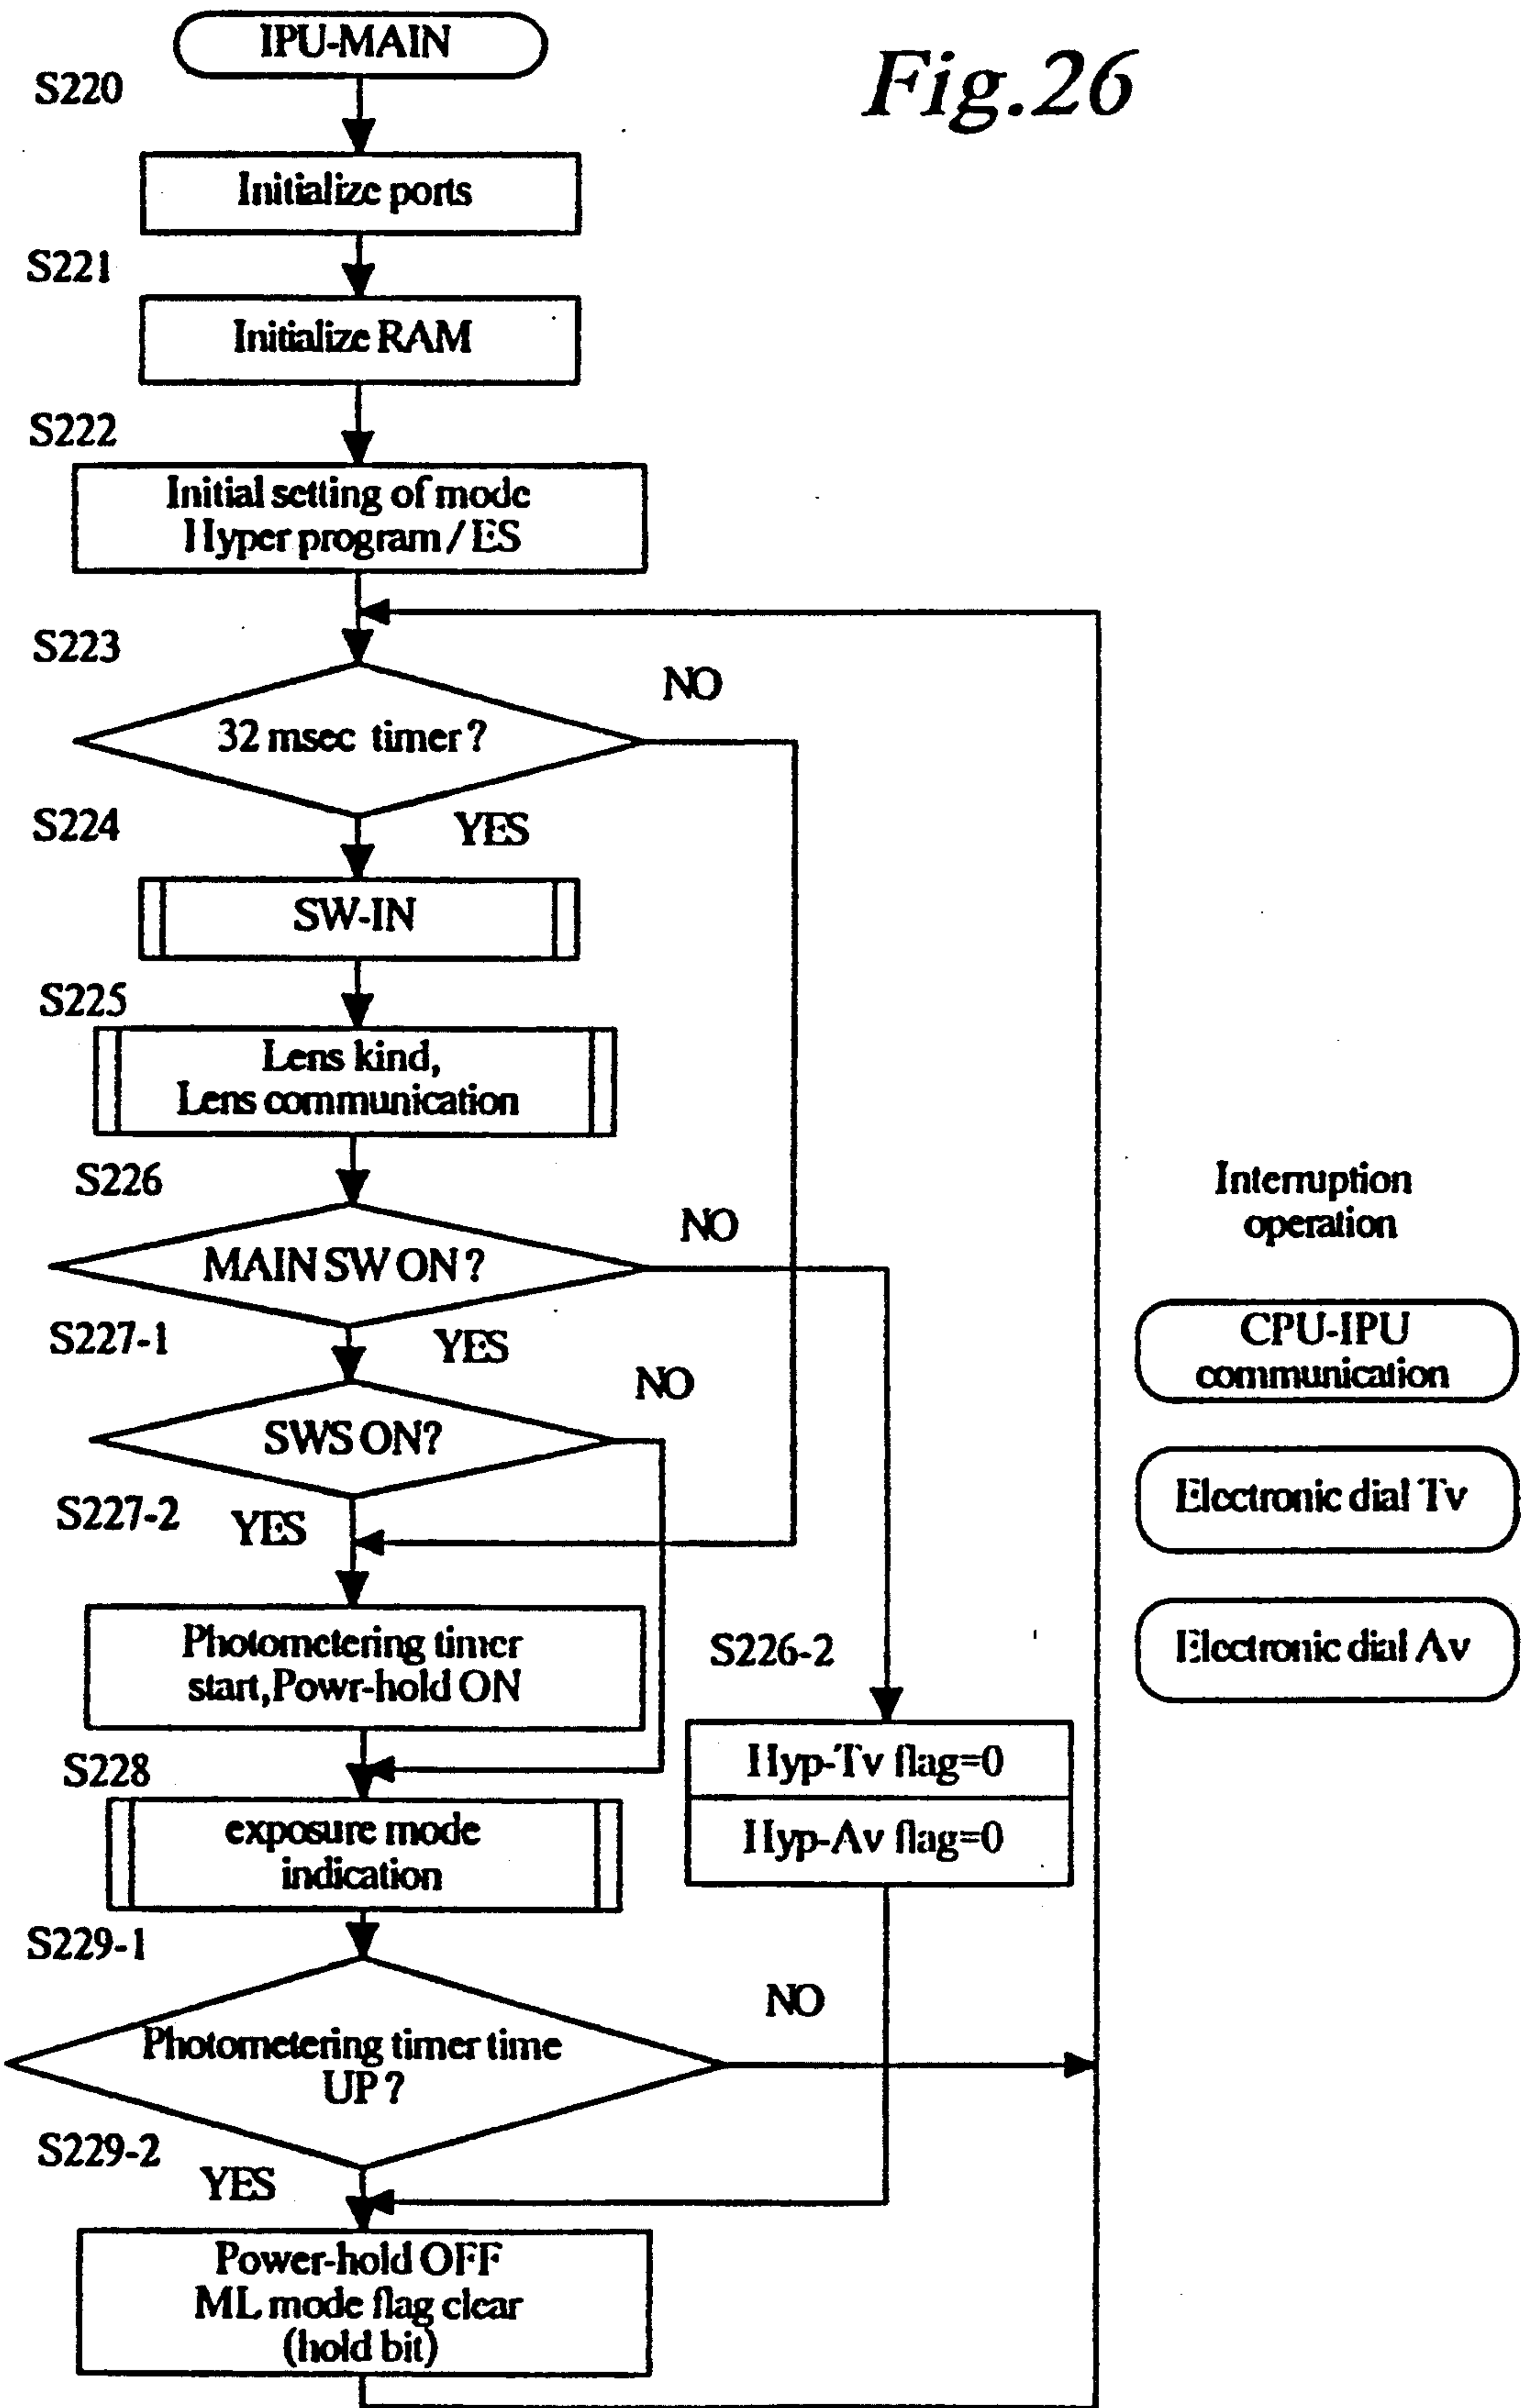 Fig.26
IPU-MAIN
S220
Initialize ports
S221
Initialize RAM
S222
Initial setting of mode
Hyper program / ES
S223
32 msec timer ?
NO
YES
S224
SW-IN
S225
Lens kind,
Lens communication
S226
MAIN SW ON ?
NO
YES
S227-1
SWS ON?
NO
YES
S227-2
Photometering timer
start,Powr-hold ON
S226-2
Hyp-Tv flag=0
Hyp-Av flag=0
S228
exposure mode
indication
S229-1
Photometering timer time
UP ?
NO
YES
S229-2
Power-hold OFF
ML mode flag clear
(hold bit)
Interruption
operation
CPU-IPU
communication
Electronic dial Tv
Electronic dial Av